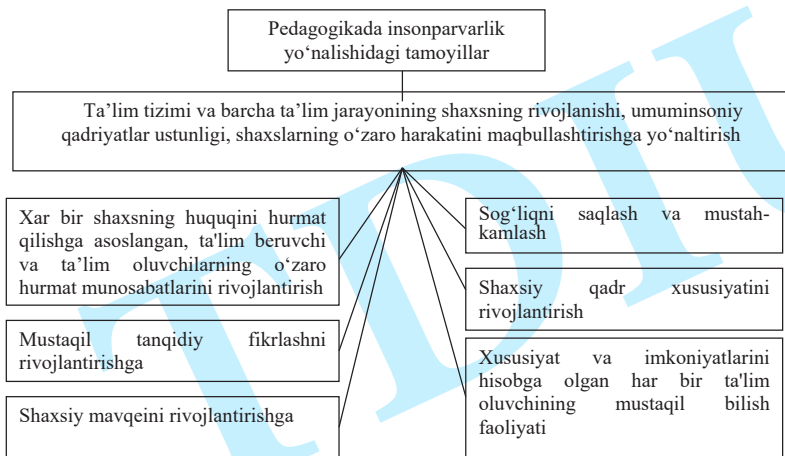 Pedagogikada insonparvarlik
yo‘nalishidagi tamoyillar
Ta’lim tizimi va barcha ta’lim jarayonining shaxsning rivojlanishi, umuminsoniy
qadriyatlar ustunligi, shaxslarning o‘zaro harakatini maqbullashtirishga yo‘naltirish
Xar bir shaxsning huquqini hurmat
qilishga asoslangan, ta'lim beruvchi
va ta’lim oluvchilarning o‘zaro
hurmat munosabatlarini rivojlantirish
Mustaqil tanqidiy fikrlashni
rivojlantirishga
Shaxsiy mavqeini rivojlantirishga
Sog‘liqni saqlash va mustah-
kamlash
Shaxsiy qadr xususiyatini
rivojlantirish
Xususiyat va imkoniyatlarini
hisobga olgan har bir ta'lim
oluvchining mustaqil bilish
faoliyati
TDIU